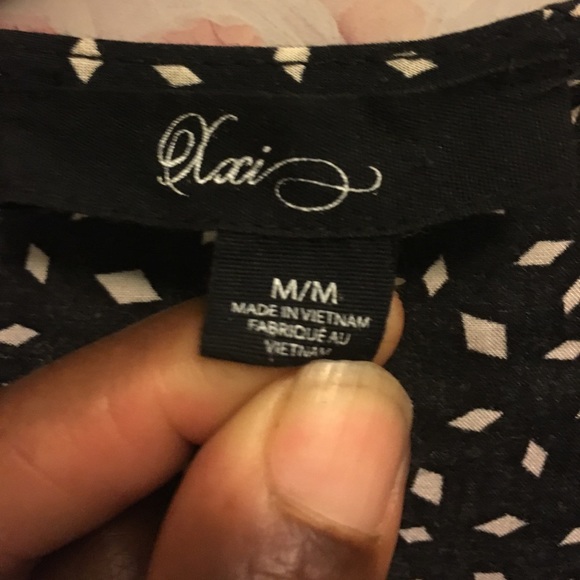 Xxi
M/M
MADE IN VIETNAM
FABRIQUÉ AU
VIETNAM